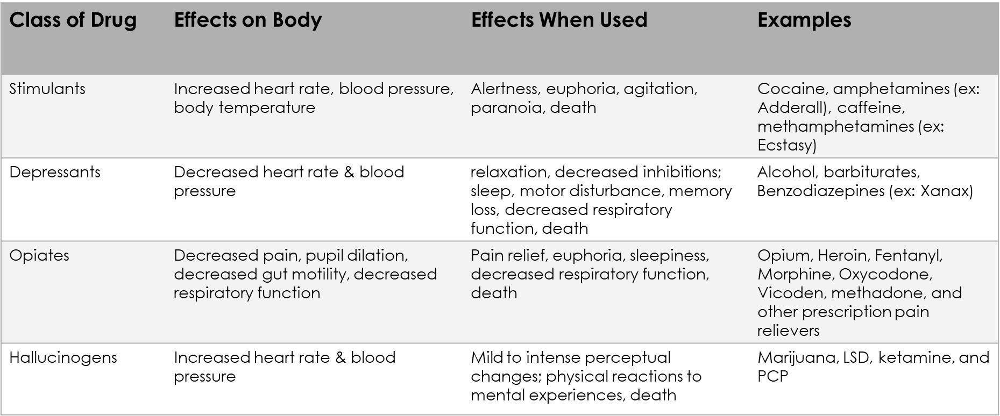 Class of Drug
Effects on Body
Effects When Used
Examples
Stimulants
Increased heart rate, blood pressure,
body temperature
Alertness, euphoria, agitation,
paranoia, death
Cocaine, amphetamines (ex:
Adderall), caffeine,
methamphetamines (ex:
Ecstasy)
Depressants
Decreased heart rate & blood
pressure
relaxation, decreased inhibitions;
sleep, motor disturbance, memory
loss, decreased respiratory
function, death
Alcohol, barbiturates,
Benzodiazepines (ex: Xanax)
Opiates
Decreased pain, pupil dilation,
decreased gut motility, decreased
respiratory function
Pain relief, euphoria, sleepiness,
decreased respiratory function,
death
Opium, Heroin, Fentanyl,
Morphine, Oxycodone,
Vicoden, methadone, and
other prescription pain
relievers
Hallucinogens
Increased heart rate & blood
pressure
Mild to intense perceptual
changes; physical reactions to
mental experiences, death
Marijuana, LSD, ketamine, and
PCP